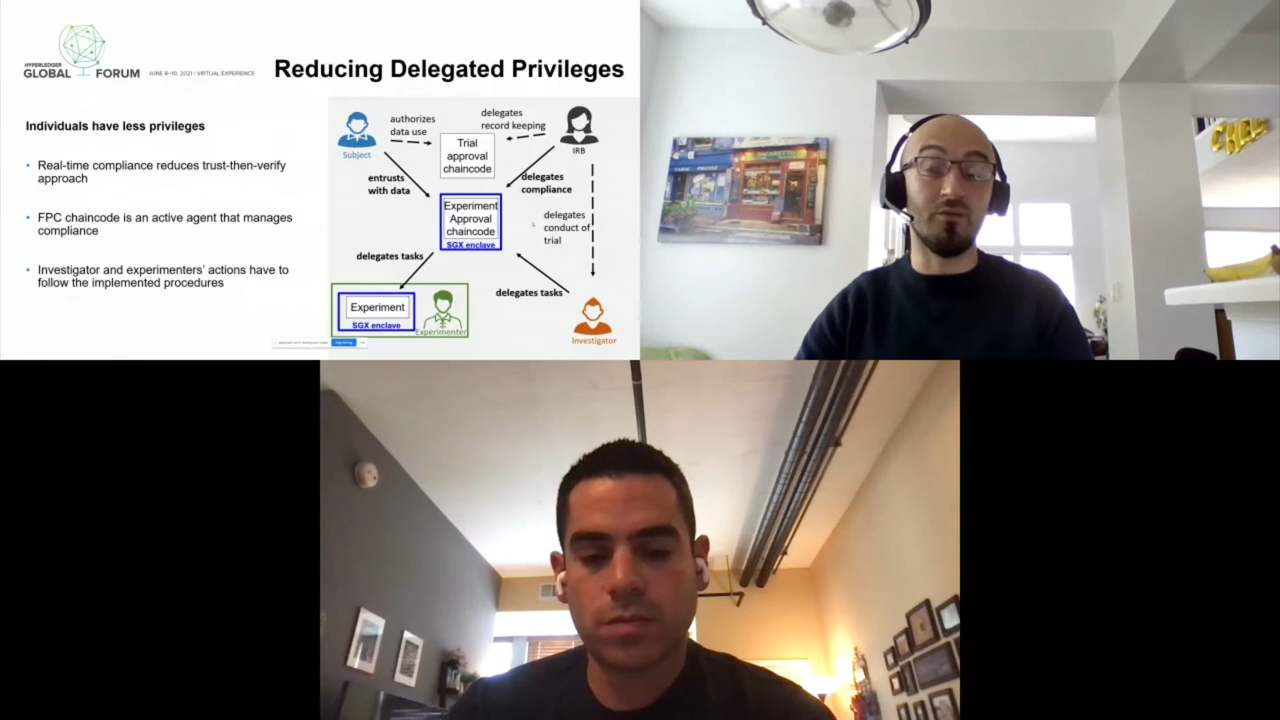 HYPERLEDGER
GLOBAL FORUM
JUNE 8–10, 2021 | VIRTUAL EXPERIENCE
Reducing Delegated Privileges
Individuals have less privileges
• Real-time compliance reduces trust-then-verify
approach
• FPC chaincode is an active agent that manages
compliance
• Investigator and experimenters' actions have to
follow the implemented procedures
Subject
authorizes
data use
Trial
approval
chaincode
delegates
record keeping
IRB
entrusts
with data
delegates
compliance
Experiment
Approval
chaincode
SGX enclave
delegates
conduct of
trial
delegates tasks
delegates tasks
Experiment
SGX enclave
Experimenter
Investigator